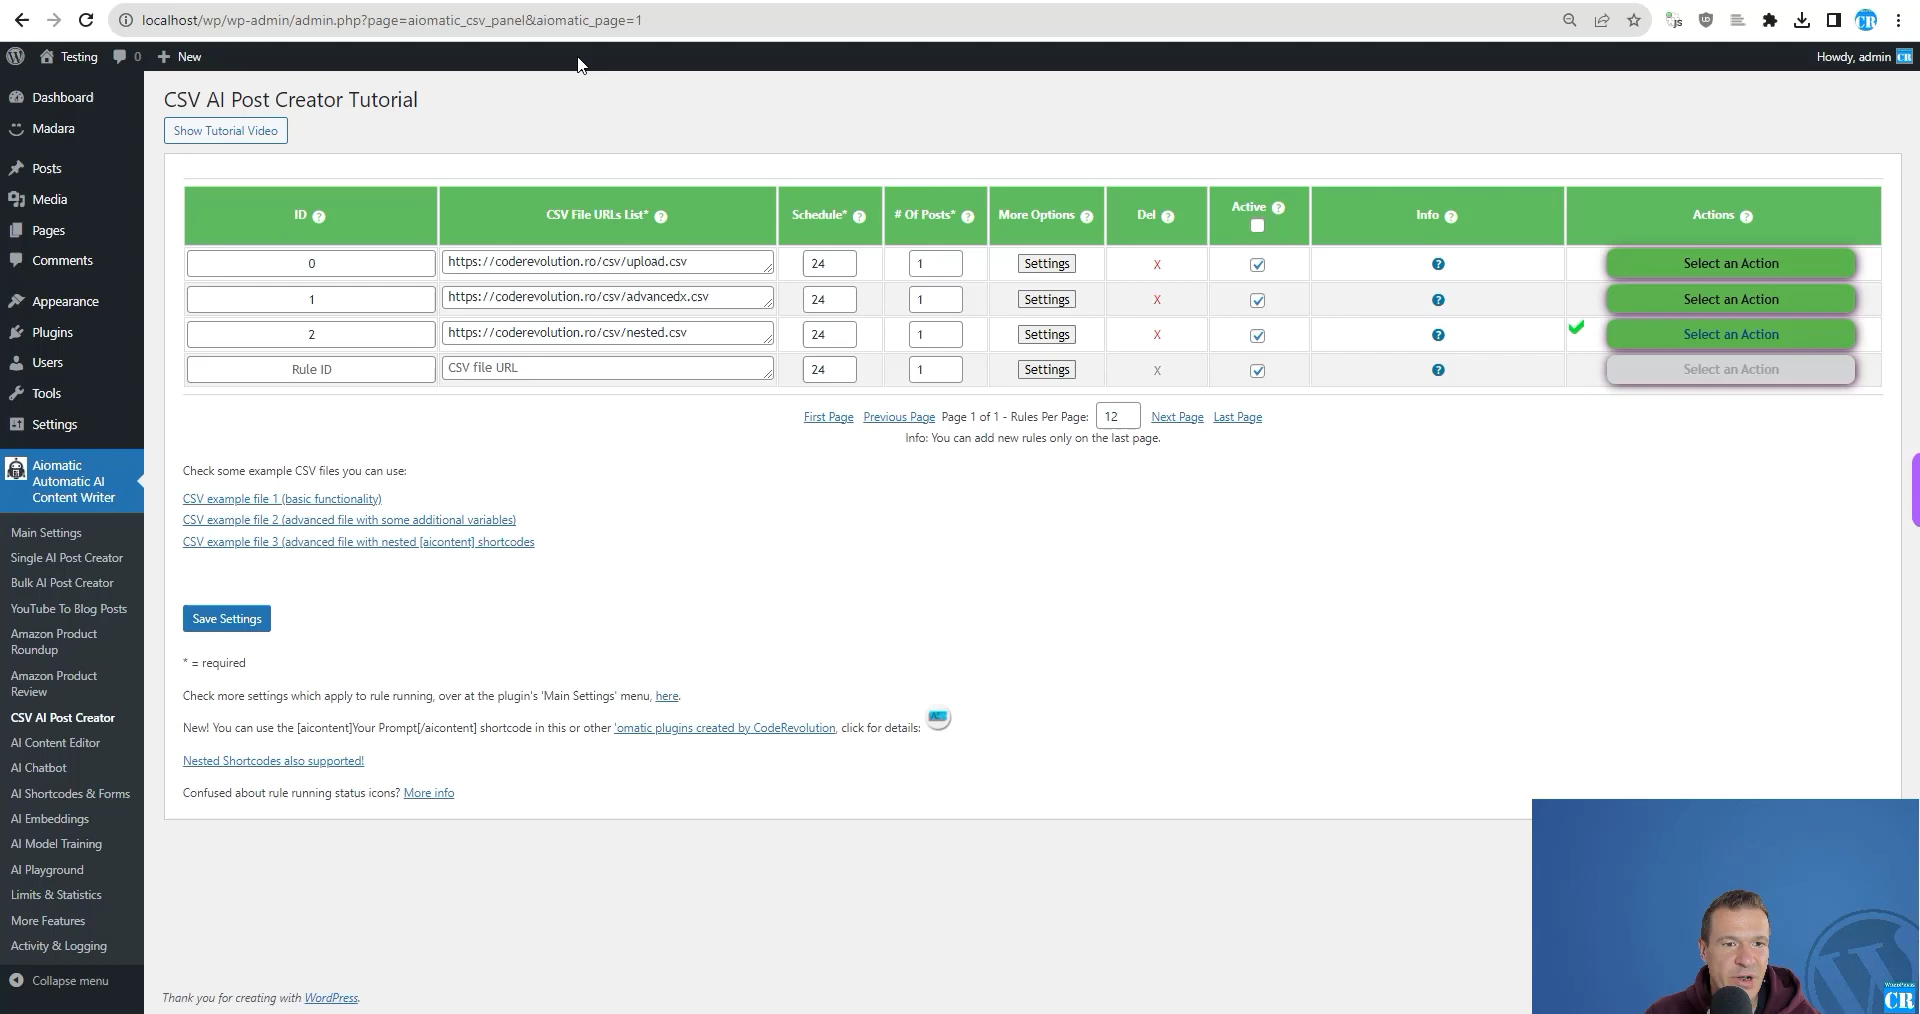 localhost/wp/wp-admin/admin.php?page=aiomatic_csv_panel&aiomatic_page=1
Testing 0 New Howdy, admin CR
Dashboard
Madara
Posts
Media
Pages
Comments
Appearance
Plugins
Users
Tools
Settings
Aiomatic
Automatic AI
Content Writer
Main Settings
Single AI Post Creator
Bulk AI Post Creator
YouTube To Blog Posts
Amazon Product
Roundup
Amazon Product
Review
CSV AI Post Creator
AI Content Editor
AI Chatbot
AI Shortcodes & Forms
AI Embeddings
AI Model Training
AI Playground
Limits & Statistics
More Features
Activity & Logging
Collapse menu
CSV AI Post Creator Tutorial
Show Tutorial Video
ID ? CSV File URLs List* ? Schedule* ? # Of Posts* ? More Options ? Del ? Active ? Info ? Actions ?
0 https://coderevolution.ro/csv/upload.csv 24 1 Settings X ? Select an Action
1 https://coderevolution.ro/csv/advancedx.csv 24 1 Settings X ? Select an Action
2 https://coderevolution.ro/csv/nested.csv 24 1 Settings X ? Select an Action
Rule ID CSV file URL 24 1 Settings X ? Select an Action
First Page Previous Page Page 1 of 1 - Rules Per Page: 12 Next Page Last Page
Info: You can add new rules only on the last page.
Check some example CSV files you can use:
CSV example file 1 (basic functionality)
CSV example file 2 (advanced file with some additional variables)
CSV example file 3 (advanced file with nested [aicontent] shortcodes
Save Settings
* = required
Check more settings which apply to rule running, over at the plugin's 'Main Settings' menu, here.
New! You can use the [aicontent]Your Prompt[/aicontent] shortcode in this or other 'omatic plugins created by CodeRevolution, click for details:
Nested Shortcodes also supported!
Confused about rule running status icons? More info
Thank you for creating with WordPress.
WORDPRESS
CR